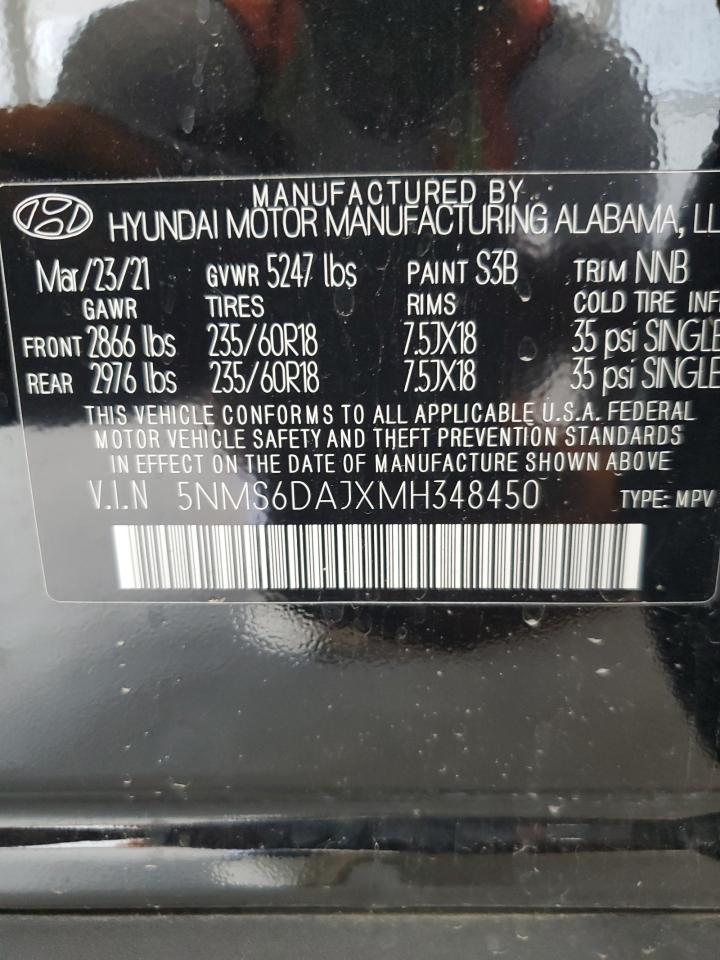 MANUFACTURED BY
HYUNDAI MOTOR MANUFACTURING ALABAMA, LL
Mar/23/21 GVWR 5247 lbs PAINT S3B TRIM NNB
GAWR TIRES RIMS COLD TIRE INF
FRONT 2866 lbs 235/60R18 7.5JX18 35 psi SINGLE
REAR 2976 lbs 235/60R18 7.5JX18 35 psi SINGLE
THIS VEHICLE CONFORMS TO ALL APPLICABLE U.S.A. FEDERAL
MOTOR VEHICLE SAFETY AND THEFT PREVENTION STANDARDS
IN EFFECT ON THE DATE OF MANUFACTURE SHOWN ABOVE
V.I.N 5NMS6DAJXMH348450 TYPE: MPV